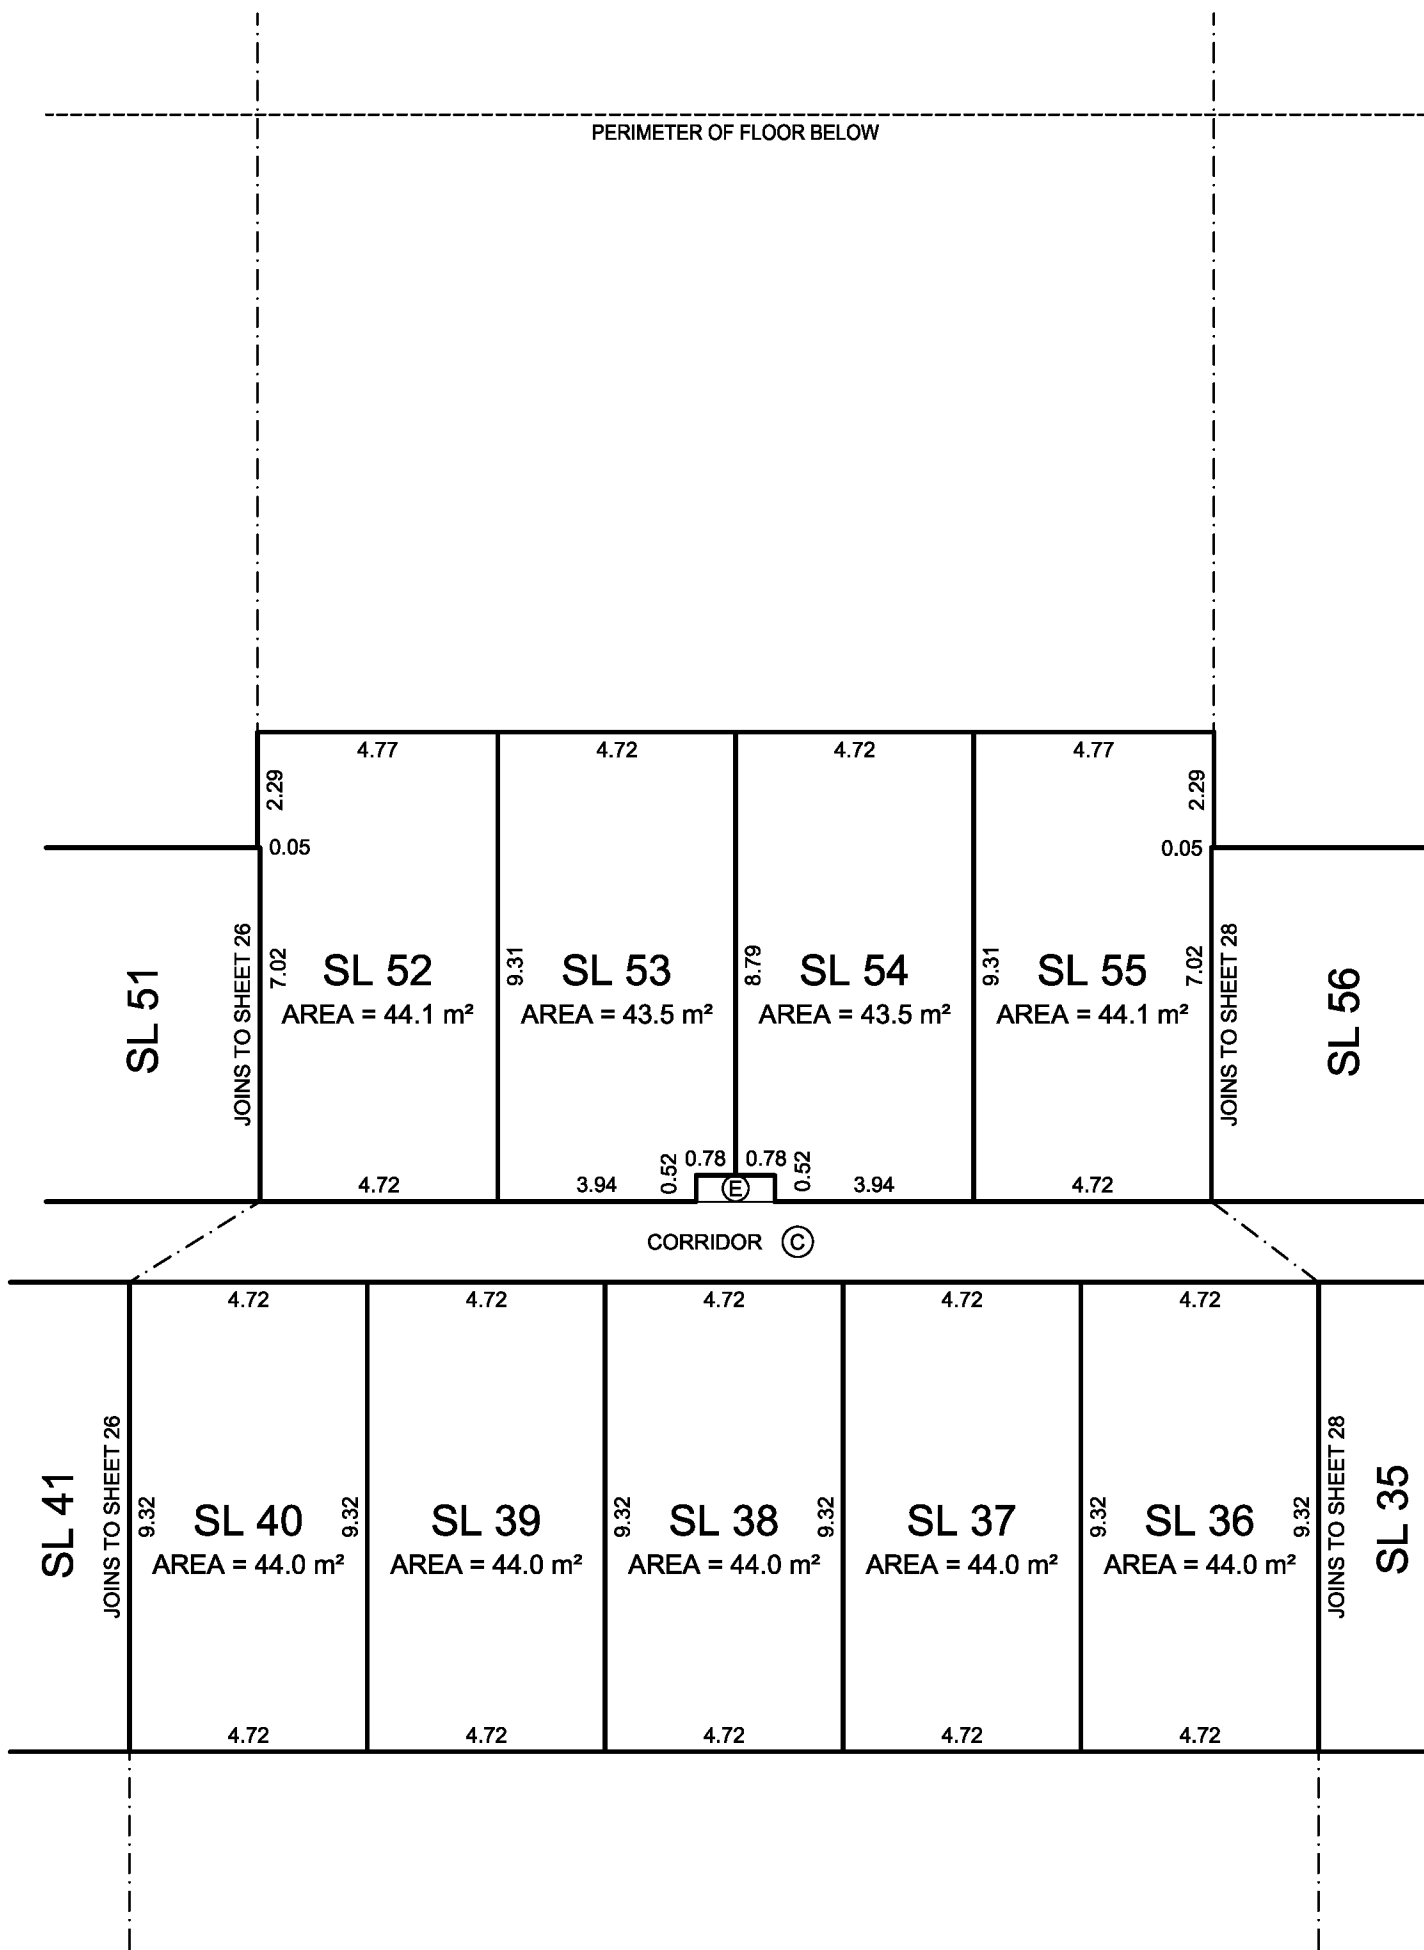 PERIMETER OF FLOOR BELOW
4.77
4.72
4.72
4.77
2.29
2.29
0.05
0.05
SL 51
JOINS TO SHEET 26
7.02
SL 52
AREA = 44.1 m²
9.31
SL 53
AREA = 43.5 m²
8.79
SL 54
AREA = 43.5 m²
9.31
SL 55
AREA = 44.1 m²
7.02
JOINS TO SHEET 28
SL 56
4.72
3.94
0.52
0.78
0.78
0.52
E
3.94
4.72
CORRIDOR C
4.72
4.72
4.72
4.72
4.72
SL 41
JOINS TO SHEET 26
9.32
SL 40
AREA = 44.0 m²
9.32
SL 39
AREA = 44.0 m²
9.32
SL 38
AREA = 44.0 m²
9.32
SL 37
AREA = 44.0 m²
9.32
SL 36
AREA = 44.0 m²
9.32
JOINS TO SHEET 28
SL 35
4.72
4.72
4.72
4.72
4.72